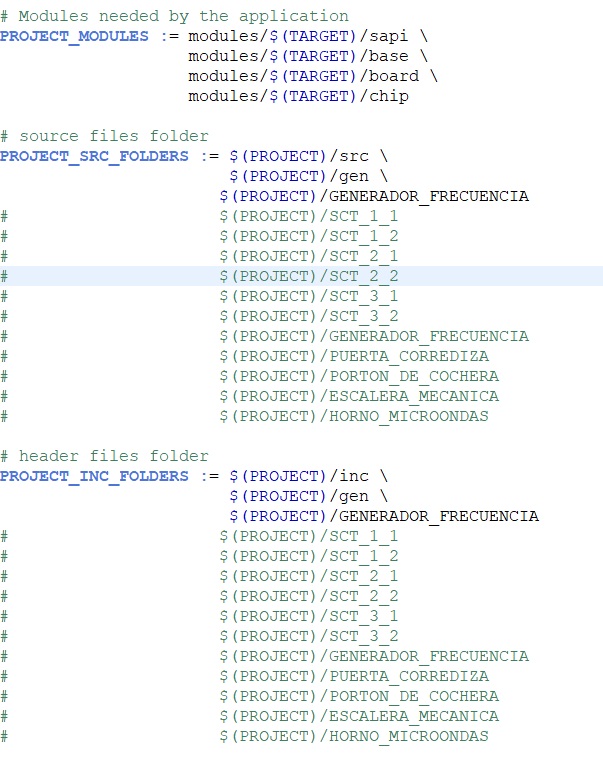 # Modules needed by the application
PROJECT_MODULES := modules/$(TARGET)/sapi \
                   modules/$(TARGET)/base \
                   modules/$(TARGET)/board \
                   modules/$(TARGET)/chip

# source files folder
PROJECT_SRC_FOLDERS := $(PROJECT)/src \
                       $(PROJECT)/gen \
                      $(PROJECT)/GENERADOR_FRECUENCIA
#                     $(PROJECT)/SCT_1_1
#                     $(PROJECT)/SCT_1_2
#                     $(PROJECT)/SCT_2_1
#                     $(PROJECT)/SCT_2_2
#                     $(PROJECT)/SCT_3_1
#                     $(PROJECT)/SCT_3_2
#                     $(PROJECT)/GENERADOR_FRECUENCIA
#                     $(PROJECT)/PUERTA_CORREDIZA
#                     $(PROJECT)/PORTON_DE_COCHERA
#                     $(PROJECT)/ESCALERA_MECANICA
#                     $(PROJECT)/HORNO_MICROONDAS

# header files folder
PROJECT_INC_FOLDERS := $(PROJECT)/inc \
                       $(PROJECT)/gen \
                       $(PROJECT)/GENERADOR_FRECUENCIA
#                     $(PROJECT)/SCT_1_1
#                     $(PROJECT)/SCT_1_2
#                     $(PROJECT)/SCT_2_1
#                     $(PROJECT)/SCT_2_2
#                     $(PROJECT)/SCT_3_1
#                     $(PROJECT)/SCT_3_2
#                     $(PROJECT)/GENERADOR_FRECUENCIA
#                     $(PROJECT)/PUERTA_CORREDIZA
#                     $(PROJECT)/PORTON_DE_COCHERA
#                     $(PROJECT)/ESCALERA_MECANICA
#                     $(PROJECT)/HORNO_MICROONDAS